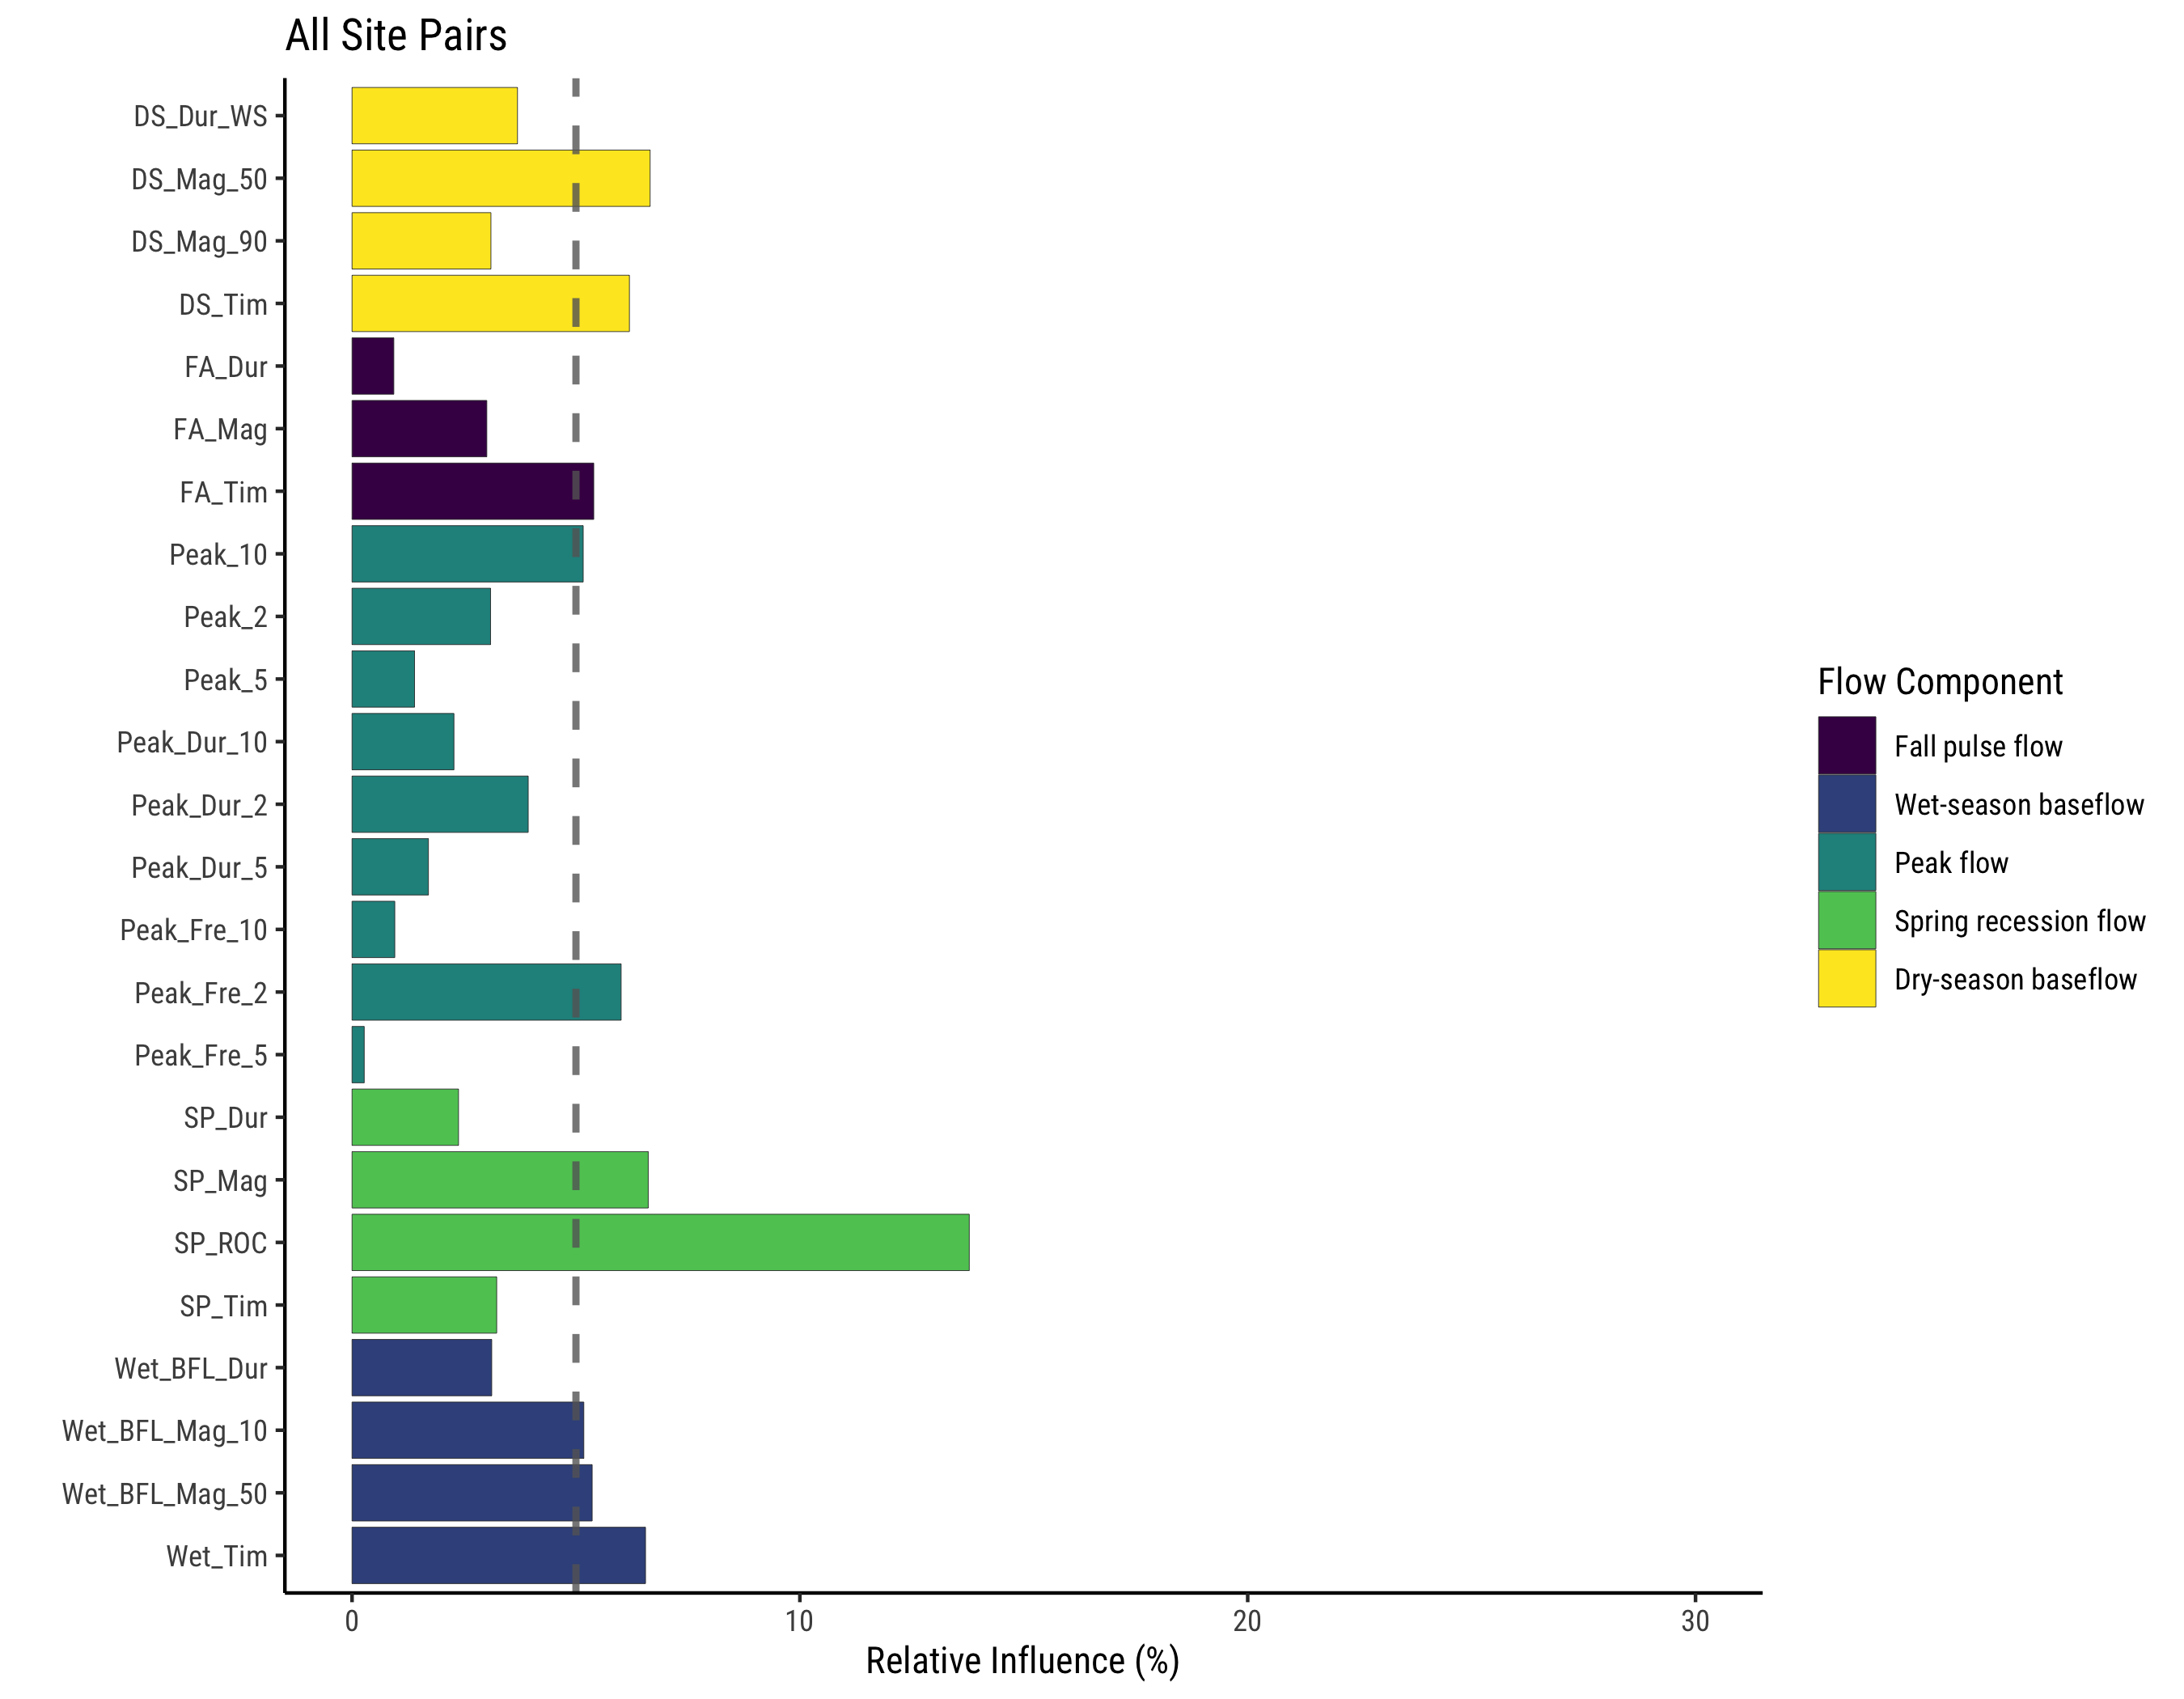 All Site Pairs
DS_Dur_WS
DS_Mag_50
DS_Mag_90
DS_Tim
FA_Dur
FA_Mag
FA_Tim
Peak_10
Peak_2
Peak_5
Peak_Dur_10
Peak_Dur_2
Peak_Dur_5
Peak_Fre_10
Peak_Fre_2
Peak_Fre_5
SP_Dur
SP_Mag
SP_ROC
SP_Tim
Wet_BFL_Dur
Wet_BFL_Mag_10
Wet_BFL_Mag_50
Wet_Tim
0 10 20 30
Relative Influence (%)
Flow Component
Fall pulse flow
Wet-season baseflow
Peak flow
Spring recession flow
Dry-season baseflow